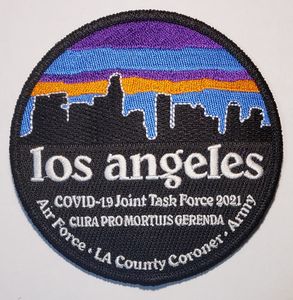 los angeles
COVID-19 Joint Task Force 2021
CURA PRO MORTUIS GERENDA
Air Force · LA County Coroner · Army